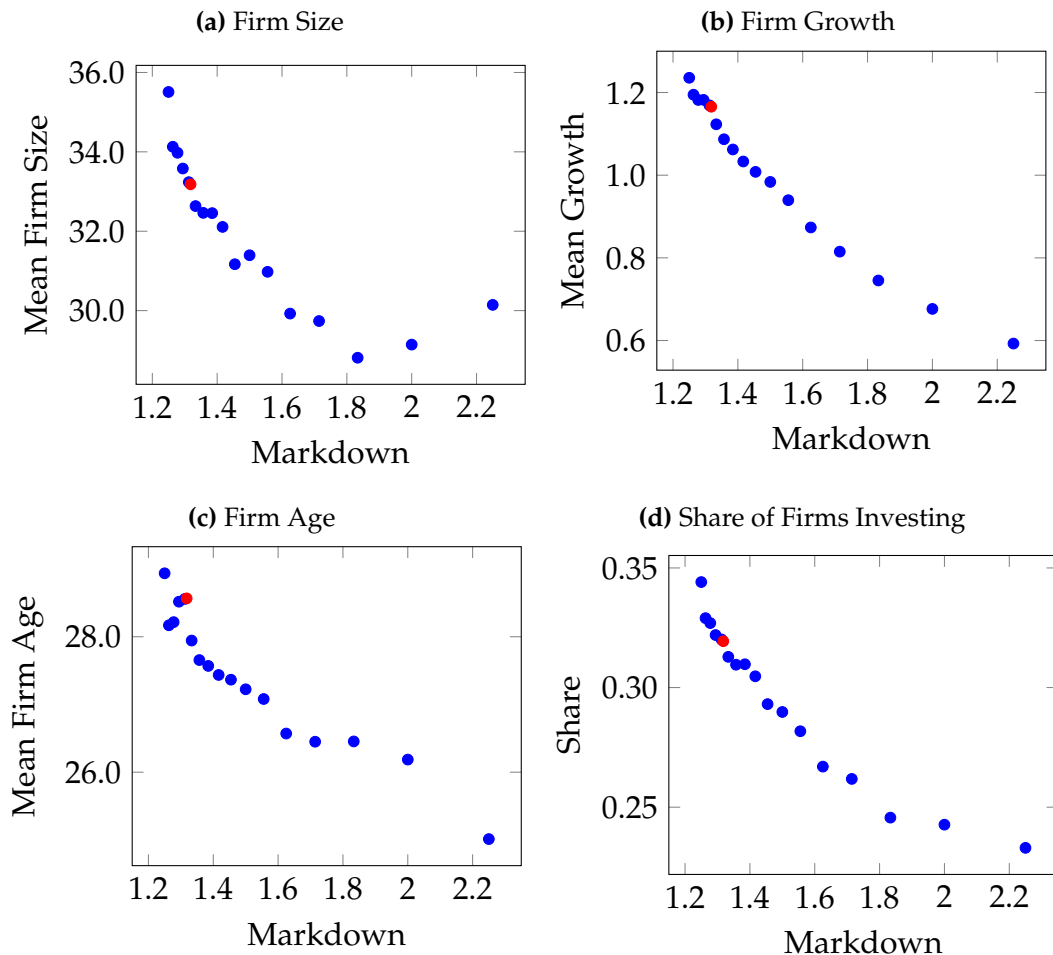 (a) Firm Size
36.0
34.0
32.0
30.0
1.2 1.4 1.6 1.8 2 2.2
Markdown
Mean Firm Size
(b) Firm Growth
1.2
1.0
0.8
0.6
1.2 1.4 1.6 1.8 2 2.2
Markdown
Mean Growth
(c) Firm Age
28.0
26.0
1.2 1.4 1.6 1.8 2 2.2
Markdown
Mean Firm Age
(d) Share of Firms Investing
0.35
0.30
0.25
1.2 1.4 1.6 1.8 2 2.2
Markdown
Share